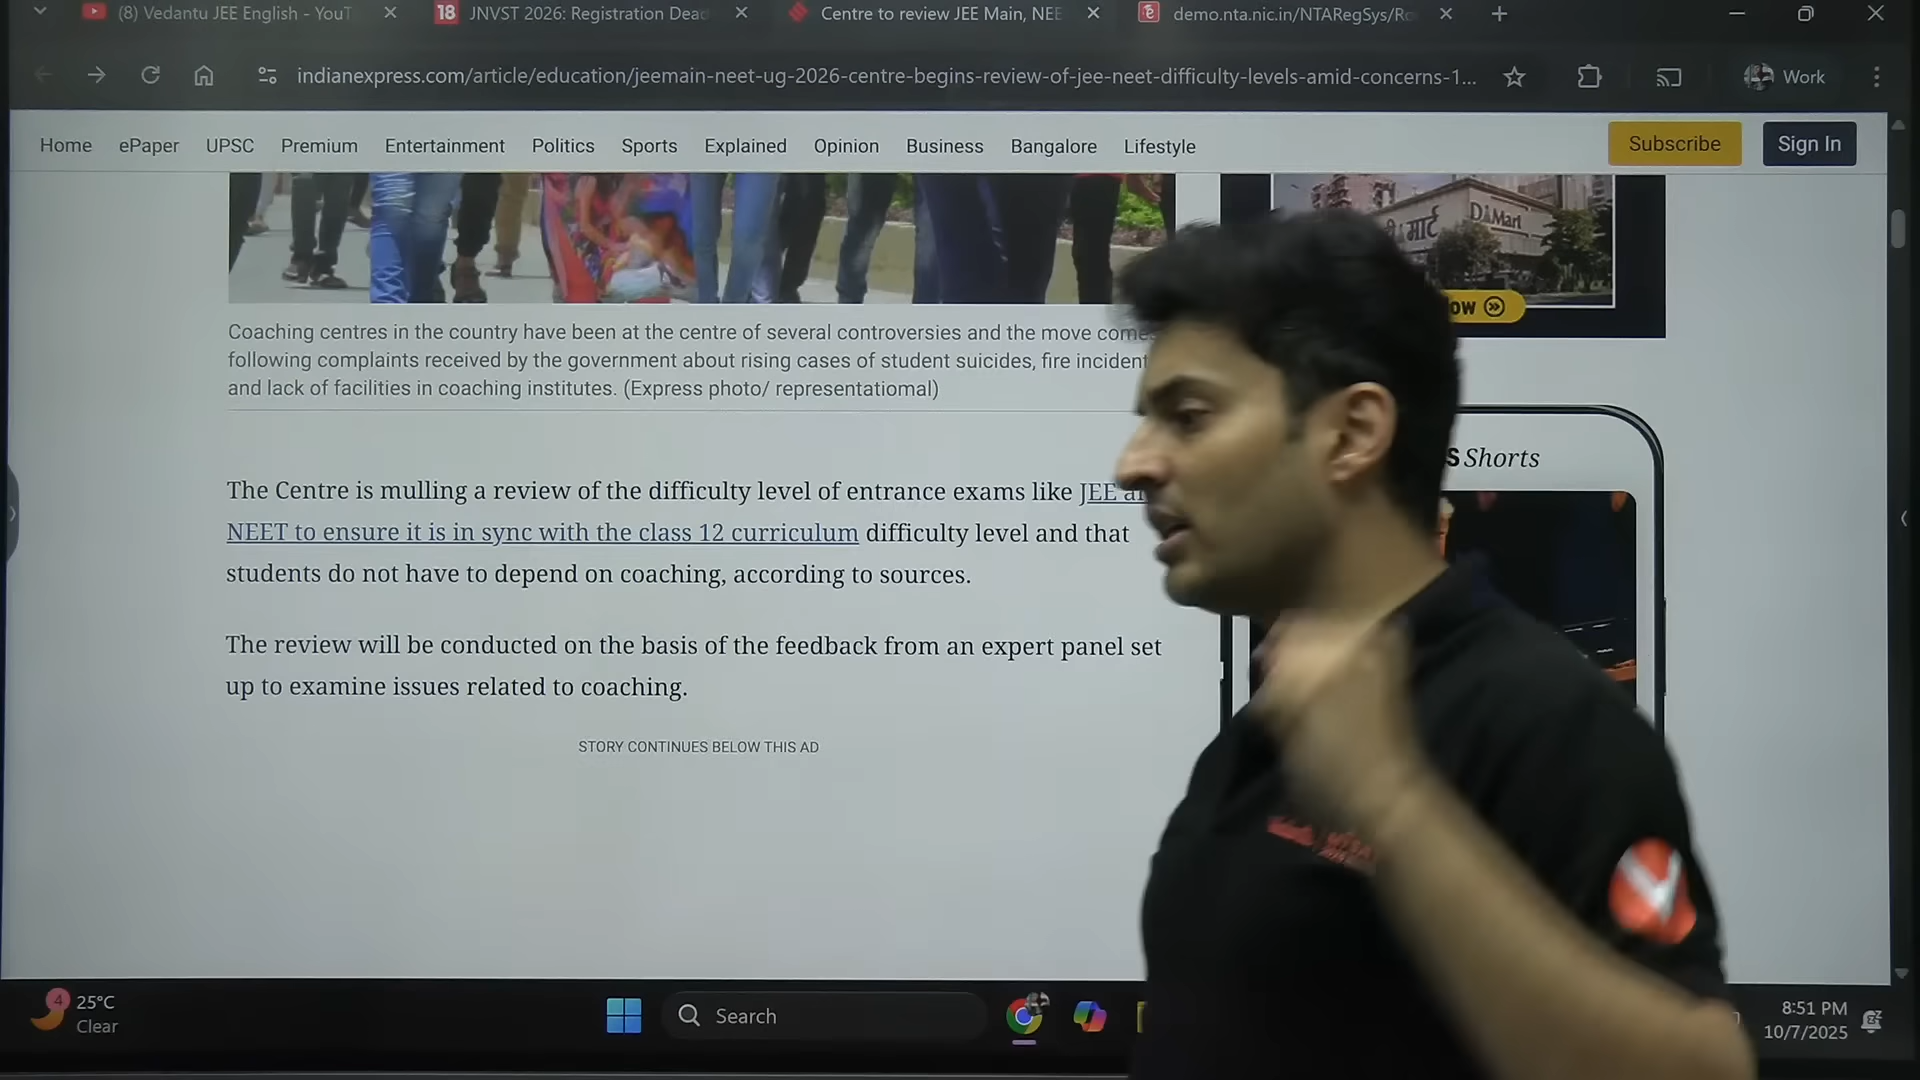 (8) Vedantu JEE English - YouT
18 JNVST 2026: Registration Dead
Centre to review JEE Main, NEE
demo.nta.nic.in/NTARegSys/Ro
indianexpress.com/article/education/jeemain-neet-ug-2026-centre-begins-review-of-jee-neet-difficulty-levels-amid-concerns-1...
Work
Home ePaper UPSC Premium Entertainment Politics Sports Explained Opinion Business Bangalore Lifestyle
Subscribe
Sign In
DMart
मार्ट
OW
Coaching centres in the country have been at the centre of several controversies and the move come
following complaints received by the government about rising cases of student suicides, fire incident
and lack of facilities in coaching institutes. (Express photo/ representatiomal)
The Centre is mulling a review of the difficulty level of entrance exams like JEE an
NEET to ensure it is in sync with the class 12 curriculum difficulty level and that
students do not have to depend on coaching, according to sources.
S Shorts
The review will be conducted on the basis of the feedback from an expert panel set
up to examine issues related to coaching.
STORY CONTINUES BELOW THIS AD
4
25°C
Clear
Search
8:51 PM
10/7/2025